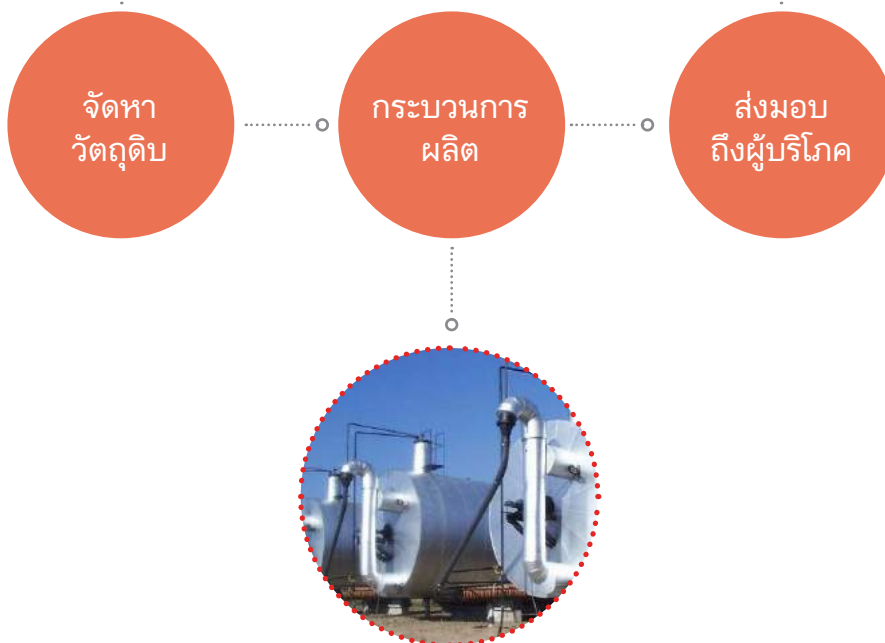 จัดหา
วัตถุดิบ
กระบวนการ
ผลิต
ส่งมอบ
ถึงผู้บริโภค